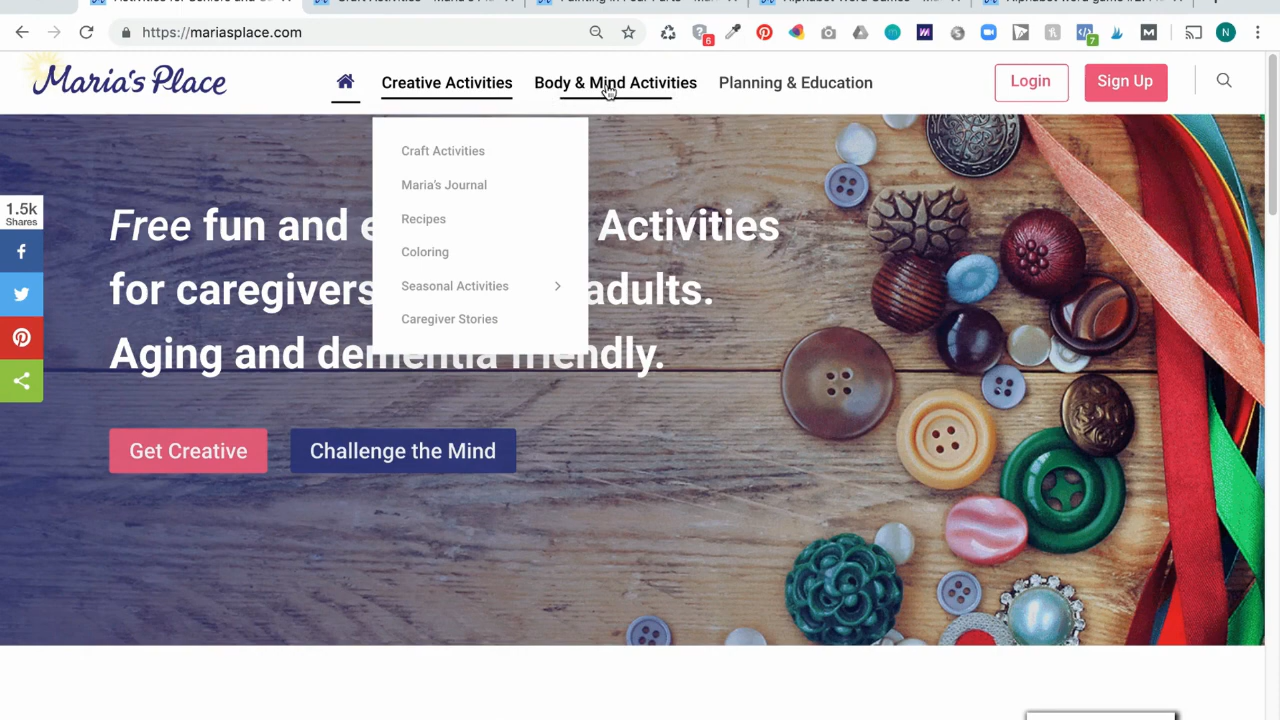 https://mariasplace.com
6
7
N
Maria's Place
Creative Activities
Body & Mind Activities
Planning & Education
Login
Sign Up
Craft Activities
Maria's Journal
Recipes
Coloring
Seasonal Activities
Caregiver Stories
1.5k
Shares
Free fun and e Activities
for caregivers adults.
Aging and dementia friendly.
Get Creative
Challenge the Mind